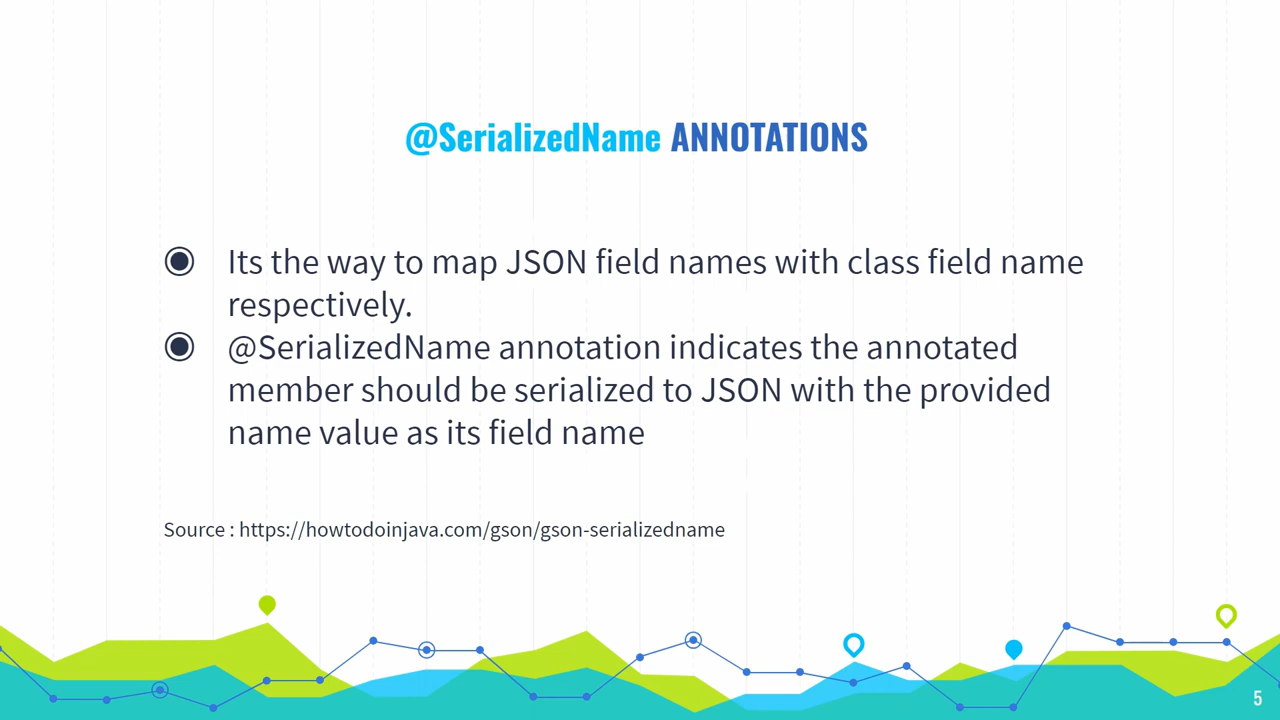 @SerializedName ANNOTATIONS
Its the way to map JSON field names with class field name
respectively.
@SerializedName annotation indicates the annotated
member should be serialized to JSON with the provided
name value as its field name
Source : https://howtodoinjava.com/gson/gson-serializedname
5